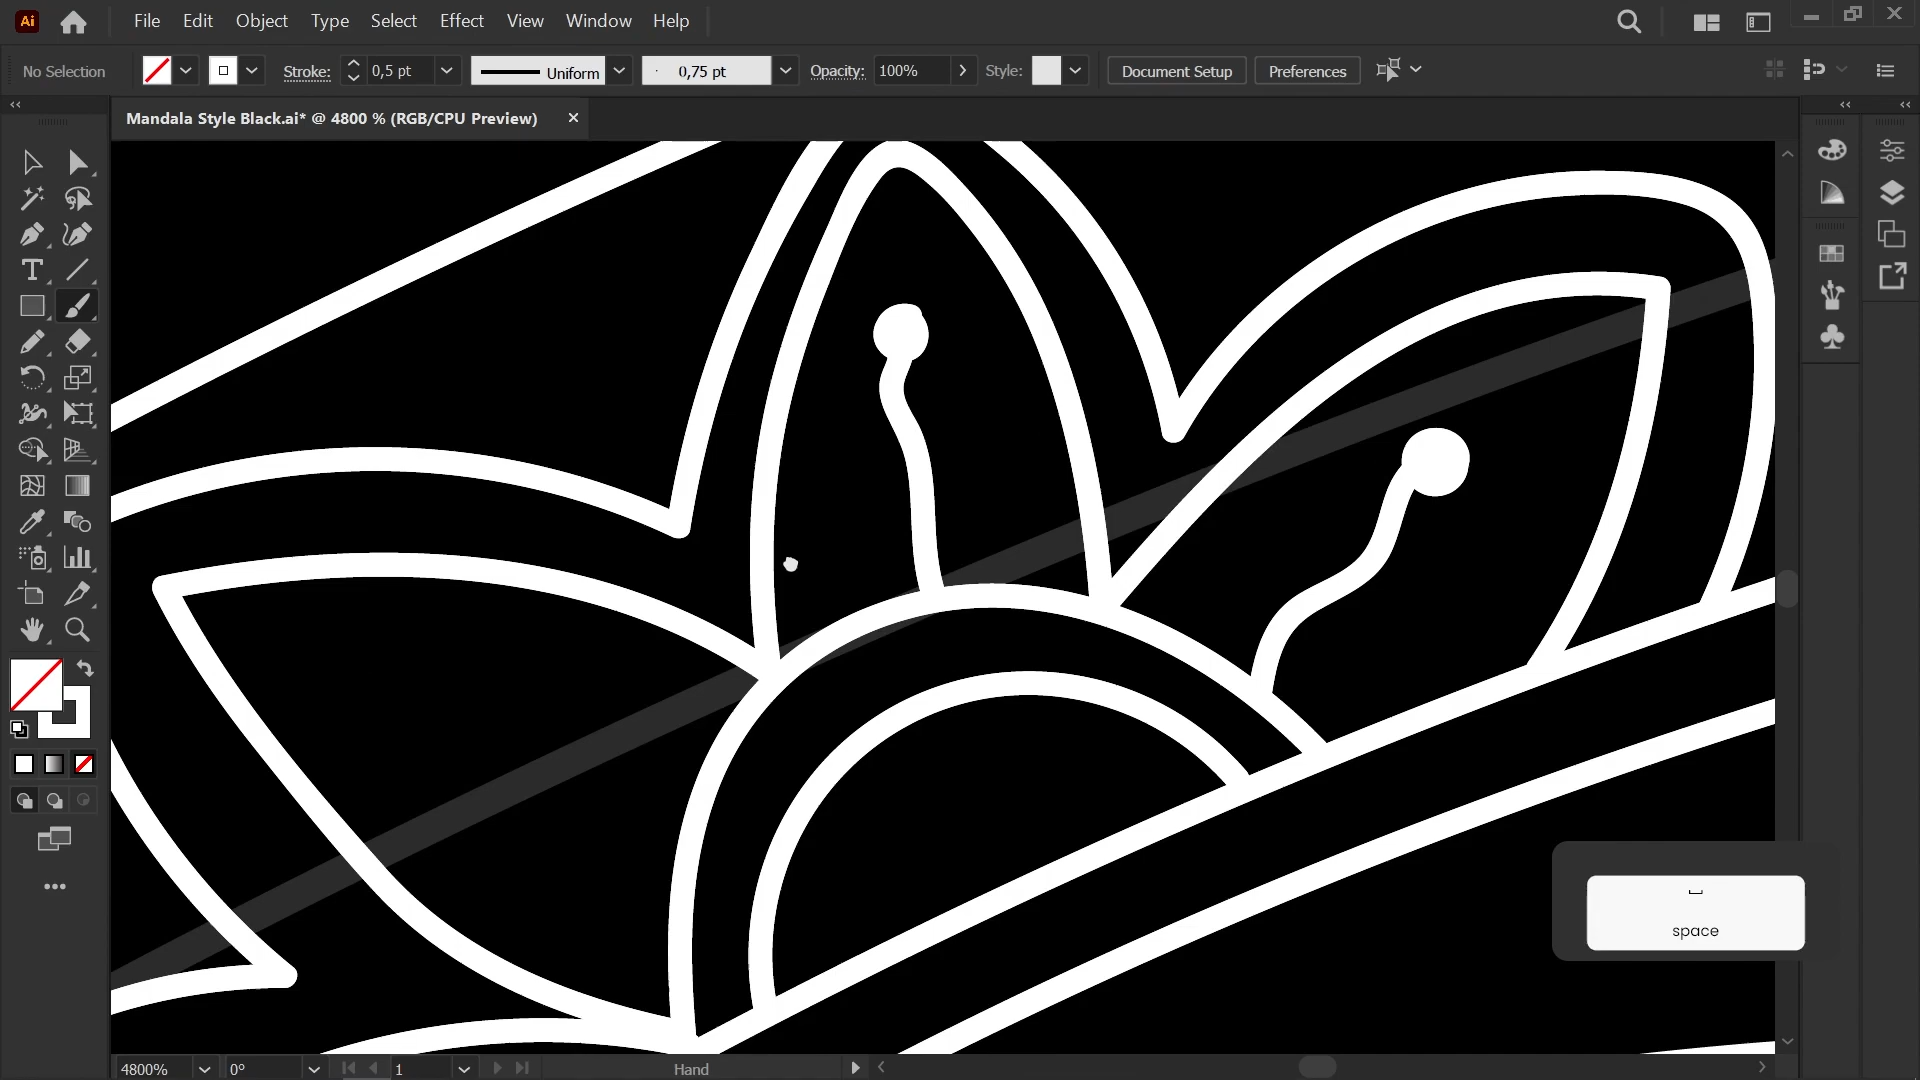 Ai File Edit Object Type Select Effect View Window Help
No Selection Stroke: 0,5 pt Uniform 0,75 pt Opacity: 100% Style: Document Setup Preferences
Mandala Style Black.ai* @ 4800 % (RGB/CPU Preview)
space
4800% 0° 1 Hand